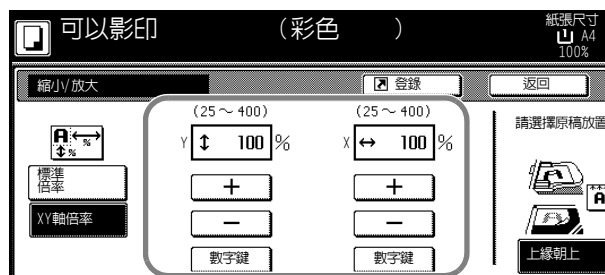 可以影印 （彩色 ）
紙張尺寸
A4
100%
縮小/放大
登錄
返回
(25～400)
(25～400)
請選擇原稿放置
A
%
%
Y 100 %
X 100 %
標準
倍率
+
+
XY軸倍率
−
−
數字鍵
數字鍵
A
上緣朝上